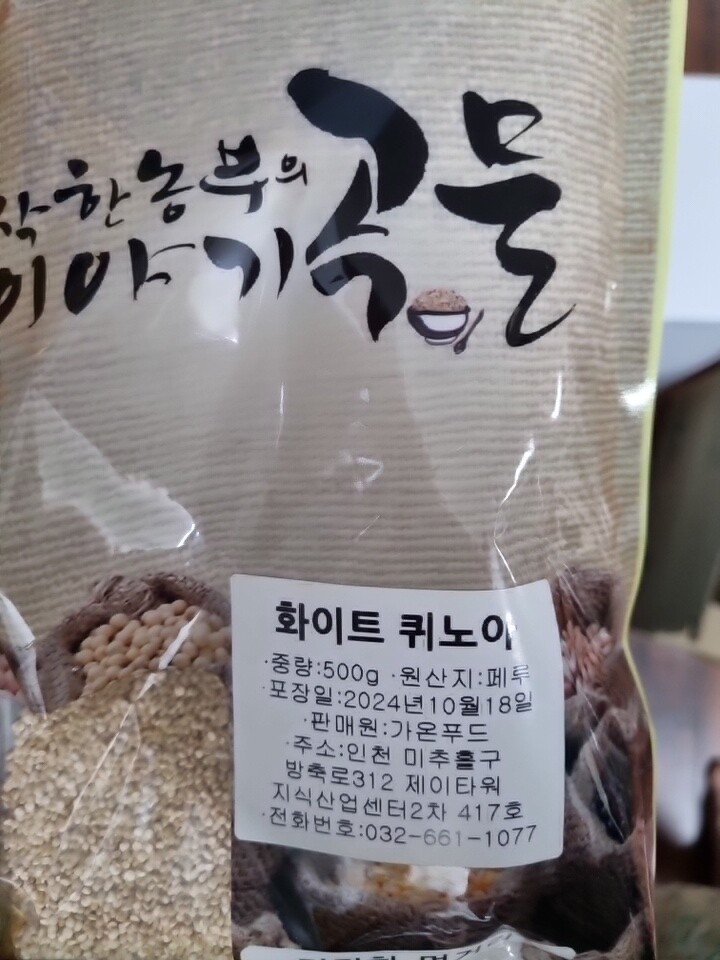 착한농부의
이야기
곡물
화이트 퀴노아
·중량:500g ·원산지:페루
·포장일:2024년10월18일
·판매원:가온푸드
·주소:인천 미추홀구
방축로312 제이타워
지식산업센터2차 417호
·전화번호:032-661-1077